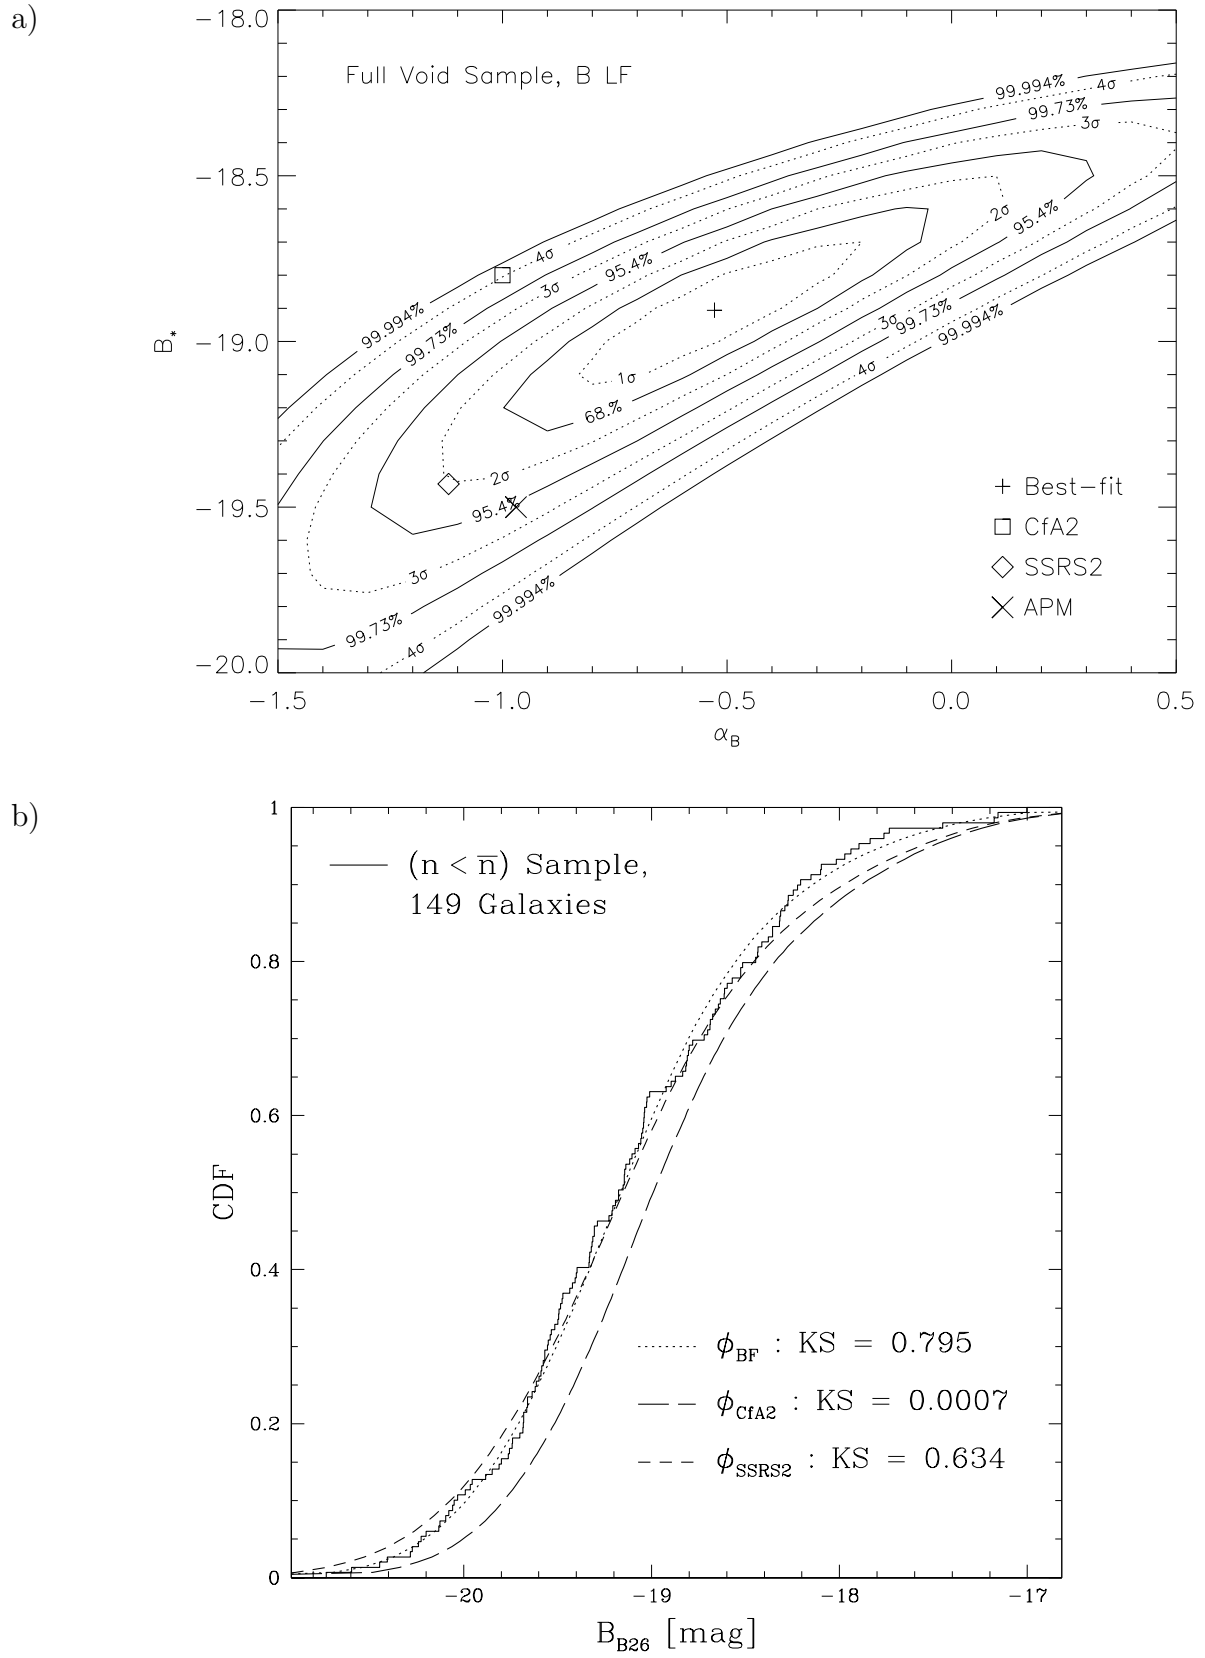 a)
Full Void Sample, B LF
−18.0
−18.5
−19.0
−19.5
−20.0
B*
99.994%
4σ
99.73%
3σ
2σ
95.4%
4σ
95.4%
3σ
99.994%
99.73%
3σ
99.73%
99.994%
4σ
1σ
68.%
2σ
95.4%
3σ
99.994%
99.73%
4σ
+ Best−fit
□ CfA2
◇ SSRS2
× APM
−1.5 −1.0 −0.5 0.0 0.5
αB
b)
1
0.8
0.6
0.4
0.2
0
CDF
(n < n̅) Sample,
149 Galaxies
ϕBF : KS = 0.795
ϕCfA2 : KS = 0.0007
ϕSSRS2 : KS = 0.634
−20 −19 −18 −17
BB26 [mag]